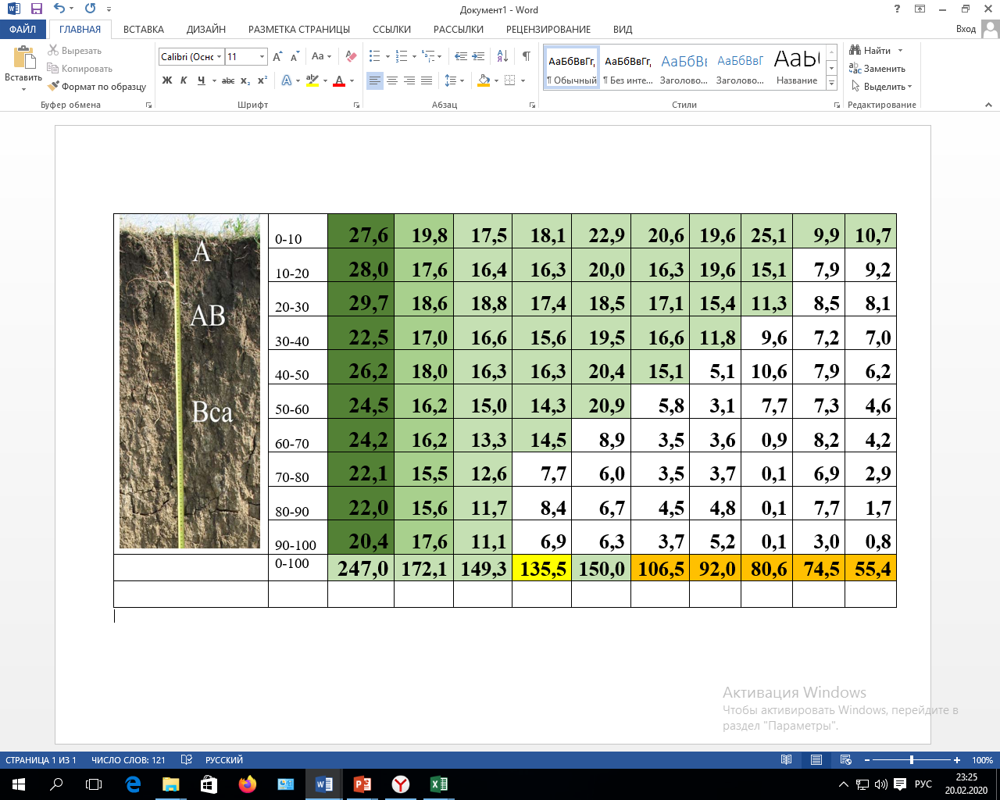 Документ1 - Word
ФАЙЛ ГЛАВНАЯ ВСТАВКА ДИЗАЙН РАЗМЕТКА СТРАНИЦЫ ССЫЛКИ РАССЫЛКИ РЕЦЕНЗИРОВАНИЕ ВИД Вход
Вставить
Вырезать
Копировать
Формат по образцу
Буфер обмена
Calibri (Оснс 11
Ж К Ч abc x₂ x²
Шрифт
Абзац
АаБбВвГг, АаБбВвГг, АаБбВв АаБбВвГ АаЬ
¶ Обычный ¶ Без инте... Заголово... Заголово... Название
Стили
Найти
Заменить
Выделить
Редактирование
A
AB
Bca
0-10 27,6 19,8 17,5 18,1 22,9 20,6 19,6 25,1 9,9 10,7
10-20 28,0 17,6 16,4 16,3 20,0 16,3 19,6 15,1 7,9 9,2
20-30 29,7 18,6 18,8 17,4 18,5 17,1 15,4 11,3 8,5 8,1
30-40 22,5 17,0 16,6 15,6 19,5 16,6 11,8 9,6 7,2 7,0
40-50 26,2 18,0 16,3 16,3 20,4 15,1 5,1 10,6 7,9 6,2
50-60 24,5 16,2 15,0 14,3 20,9 5,8 3,1 7,7 7,3 4,6
60-70 24,2 16,2 13,3 14,5 8,9 3,5 3,6 0,9 8,2 4,2
70-80 22,1 15,5 12,6 7,7 6,0 3,5 3,7 0,1 6,9 2,9
80-90 22,0 15,6 11,7 8,4 6,7 4,5 4,8 0,1 7,7 1,7
90-100 20,4 17,6 11,1 6,9 6,3 3,7 5,2 0,1 3,0 0,8
0-100 247,0 172,1 149,3 135,5 150,0 106,5 92,0 80,6 74,5 55,4
Активация Windows
Чтобы активировать Windows, перейдите в
раздел "Параметры".
СТРАНИЦА 1 ИЗ 1 ЧИСЛО СЛОВ: 121 РУССКИЙ 100%
РУС
23:25
20.02.2020